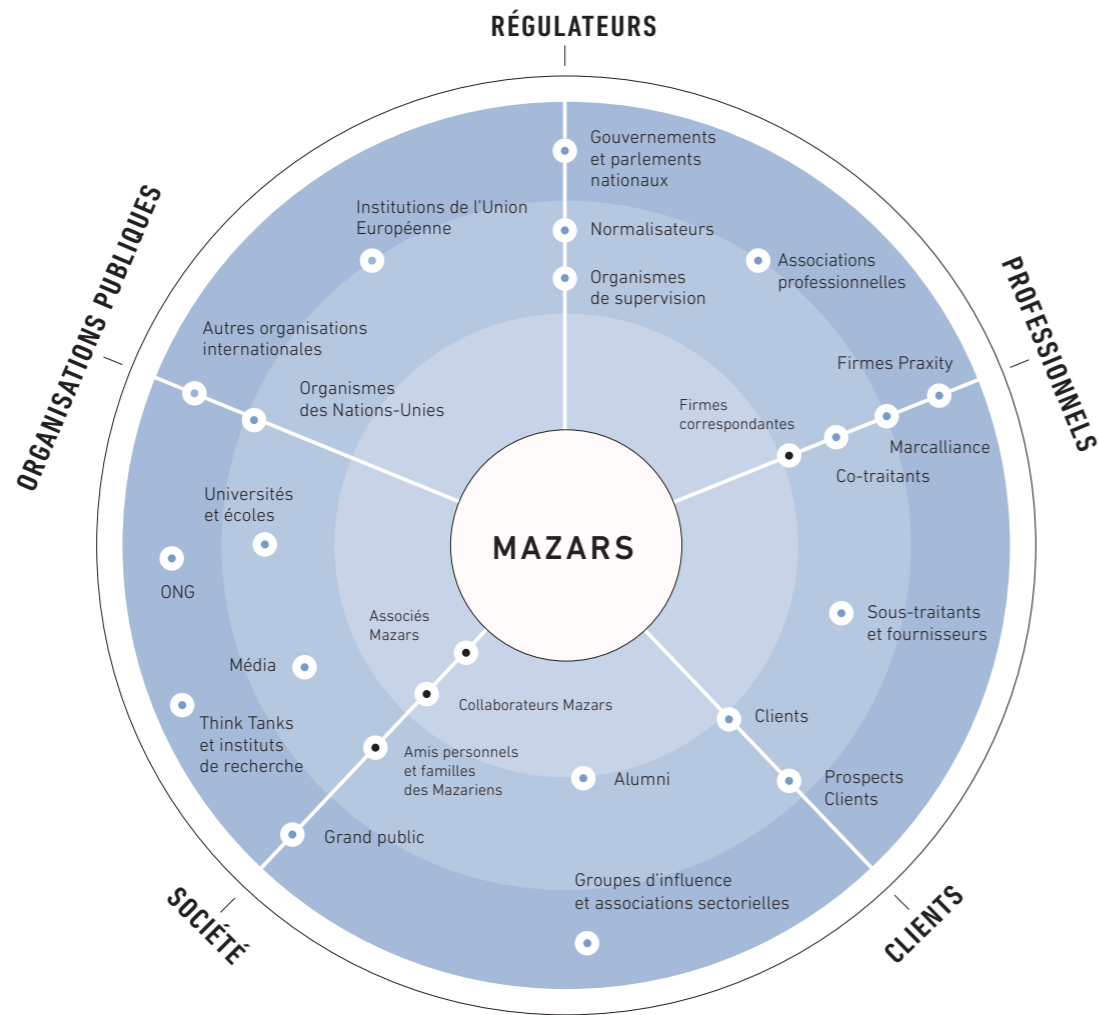 RÉGULATEURS
Gouvernements
et parlements
nationaux
Institutions de l'Union
Européenne
Normalisateurs
Associations
professionnelles
Organismes
de supervision
ORGANISATIONS PUBLIQUES
PROFESSIONNELS
Autres organisations
internationales
Firmes Praxity
Organismes
des Nations-Unies
Firmes
correspondantes
Marcalliance
Co-traitants
Universités
et écoles
MAZARS
ONG
Associés
Mazars
Sous-traitants
et fournisseurs
Média
Collaborateurs Mazars
Clients
Think Tanks
et instituts
de recherche
Amis personnels
et familles
des Mazariens
Alumni
Prospects
Clients
Grand public
Groupes d'influence
et associations sectorielles
SOCIÉTÉ
CLIENTS